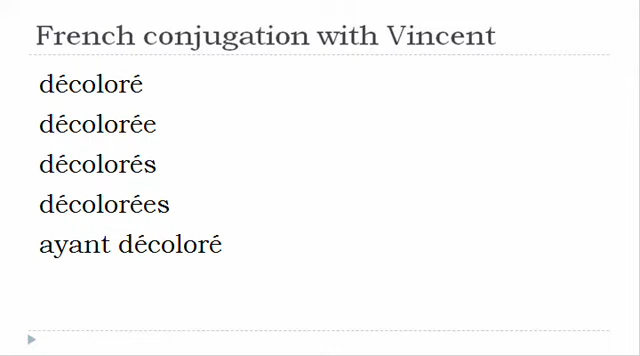 French conjugation with Vincent
décoloré
décolorée
décolorés
décolorées
ayant décoloré